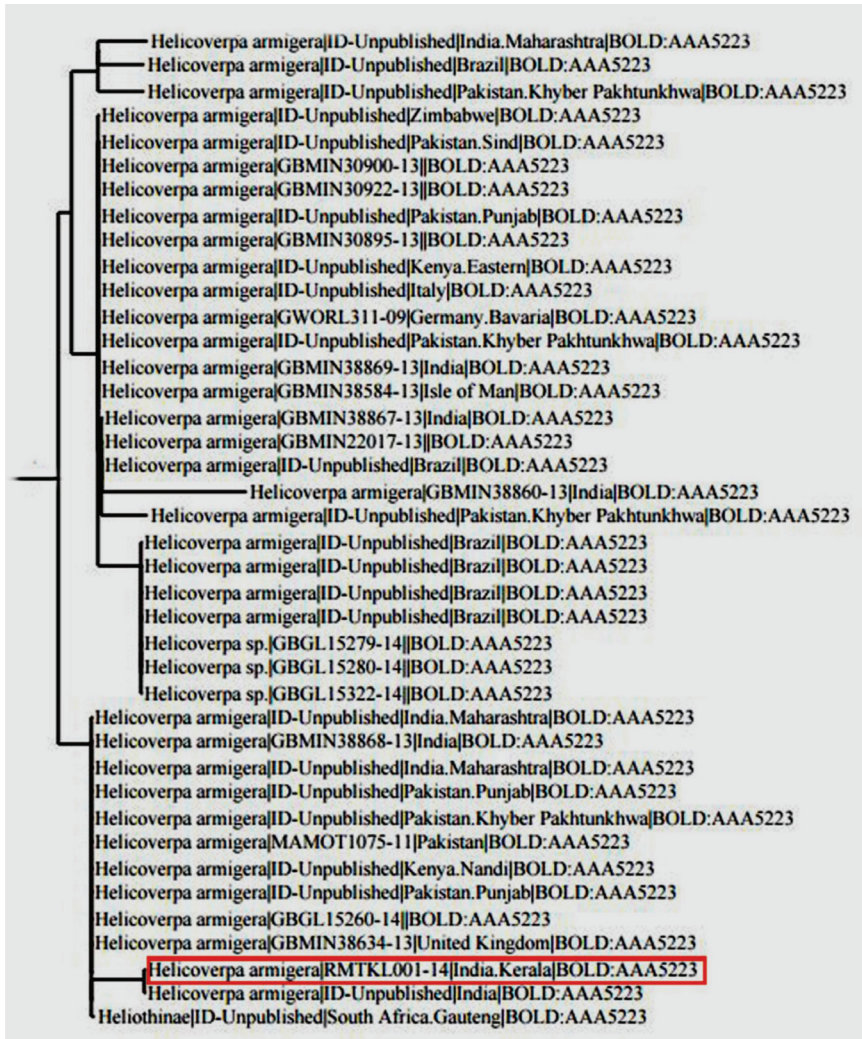 Helicoverpa armigera|ID-Unpublished|India.Maharashtra|BOLD:AAA5223
Helicoverpa armigera|ID-Unpublished|Brazil|BOLD:AAA5223
Helicoverpa armigera|ID-Unpublished|Pakistan.Khyber Pakhtunkhwa|BOLD:AAA5223
Helicoverpa armigera|ID-Unpublished|Zimbabwe|BOLD:AAA5223
Helicoverpa armigera|ID-Unpublished|Pakistan.Sind|BOLD:AAA5223
Helicoverpa armigera|GBMIN30900-13||BOLD:AAA5223
Helicoverpa armigera|GBMIN30922-13||BOLD:AAA5223
Helicoverpa armigera|ID-Unpublished|Pakistan.Punjab|BOLD:AAA5223
Helicoverpa armigera|GBMIN30895-13||BOLD:AAA5223
Helicoverpa armigera|ID-Unpublished|Kenya.Eastern|BOLD:AAA5223
Helicoverpa armigera|ID-Unpublished|Italy|BOLD:AAA5223
Helicoverpa armigera|GWORL311-09|Germany.Bavaria|BOLD:AAA5223
Helicoverpa armigera|ID-Unpublished|Pakistan.Khyber Pakhtunkhwa|BOLD:AAA5223
Helicoverpa armigera|GBMIN38869-13|India|BOLD:AAA5223
Helicoverpa armigera|GBMIN38584-13|Isle of Man|BOLD:AAA5223
Helicoverpa armigera|GBMIN38867-13|India|BOLD:AAA5223
Helicoverpa armigera|GBMIN22017-13||BOLD:AAA5223
Helicoverpa armigera|ID-Unpublished|Brazil|BOLD:AAA5223
Helicoverpa armigera|GBMIN38860-13|India|BOLD:AAA5223
Helicoverpa armigera|ID-Unpublished|Pakistan.Khyber Pakhtunkhwa|BOLD:AAA5223
Helicoverpa armigera|ID-Unpublished|Brazil|BOLD:AAA5223
Helicoverpa armigera|ID-Unpublished|Brazil|BOLD:AAA5223
Helicoverpa armigera|ID-Unpublished|Brazil|BOLD:AAA5223
Helicoverpa armigera|ID-Unpublished|Brazil|BOLD:AAA5223
Helicoverpa sp.|GBGL15279-14||BOLD:AAA5223
Helicoverpa sp.|GBGL15280-14||BOLD:AAA5223
Helicoverpa sp.|GBGL15322-14||BOLD:AAA5223
Helicoverpa armigera|ID-Unpublished|India.Maharashtra|BOLD:AAA5223
Helicoverpa armigera|GBMIN38868-13|India|BOLD:AAA5223
Helicoverpa armigera|ID-Unpublished|India.Maharashtra|BOLD:AAA5223
Helicoverpa armigera|ID-Unpublished|Pakistan.Punjab|BOLD:AAA5223
Helicoverpa armigera|ID-Unpublished|Pakistan.Khyber Pakhtunkhwa|BOLD:AAA5223
Helicoverpa armigera|MAMOT1075-11|Pakistan|BOLD:AAA5223
Helicoverpa armigera|ID-Unpublished|Kenya.Nandi|BOLD:AAA5223
Helicoverpa armigera|ID-Unpublished|Pakistan.Punjab|BOLD:AAA5223
Helicoverpa armigera|GBGL15260-14||BOLD:AAA5223
Helicoverpa armigera|GBMIN38634-13|United Kingdom|BOLD:AAA5223
Helicoverpa armigera|RMTKL001-14|India.Kerala|BOLD:AAA5223
Helicoverpa armigera|ID-Unpublished|India|BOLD:AAA5223
Heliothinae|ID-Unpublished|South Africa.Gauteng|BOLD:AAA5223